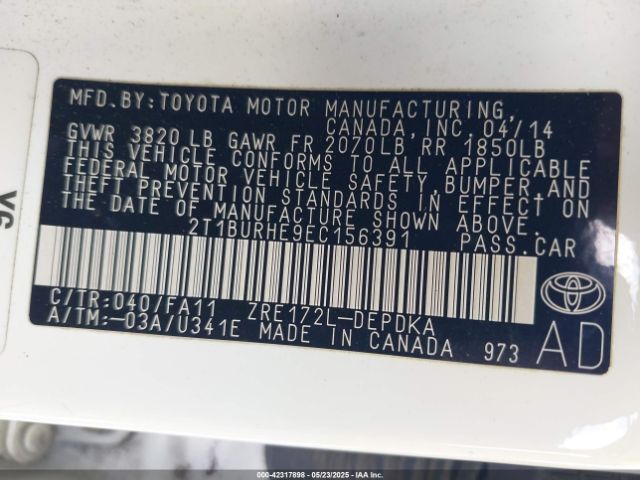 MFD. BY: TOYOTA MOTOR MANUFACTURING,
CANADA, INC. 04/14
GVWR 3820 LB GAWR FR 2070LB RR 1850LB
THIS VEHICLE CONFORMS TO ALL APPLICABLE
FEDERAL MOTOR VEHICLE SAFETY, BUMPER, AND
THEFT PREVENTION STANDARDS IN EFFECT ON
THE DATE OF MANUFACTURE SHOWN ABOVE.
2T1BURHE9EC156391 PASS.CAR
C/TR:040/FA11 ZRE172L-DEPDKA
A/TM:-03A/U341E MADE IN CANADA 973
TOYOTA
AD
000-42317898 - 05/23/2025 - IAA Inc.